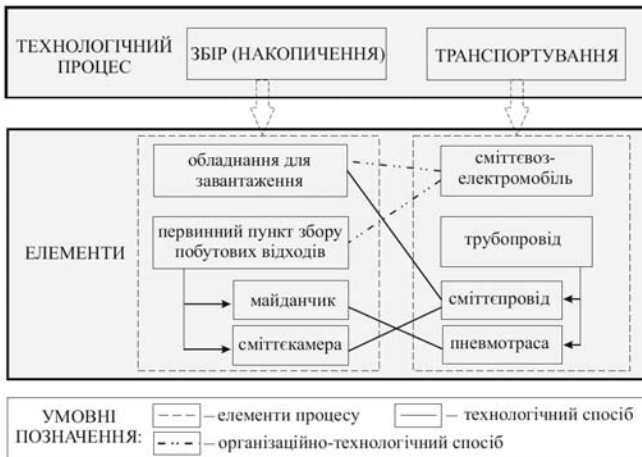 ТЕХНОЛОГІЧНИЙ
ПРОЦЕС
ЗБІР (НАКОПИЧЕННЯ)
ТРАНСПОРТУВАННЯ
ЕЛЕМЕНТИ
обладнання для
завантаження
первинний пункт збору
побутових відходів
майданчик
сміттєкамера
сміттєвоз-
електромобіль
трубопровід
сміттєпровід
пневмотраса
УМОВНІ
ПОЗНАЧЕННЯ:
– елементи процесу
– технологічний спосіб
– організаційно-технологічний спосіб